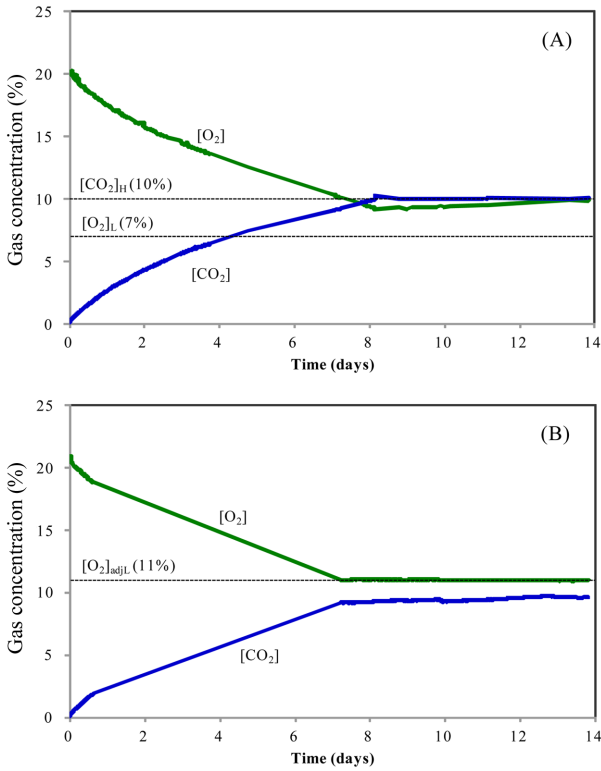 (A)
25
20
15
10
5
0
Gas concentration (%)
[O₂]
[CO₂]H (10%)
[O₂]L (7%)
[CO₂]
0 2 4 6 8 10 12 14
Time (days)
(B)
25
20
15
10
5
0
Gas concentration (%)
[O₂]
[O₂]adjL (11%)
[CO₂]
0 2 4 6 8 10 12 14
Time (days)